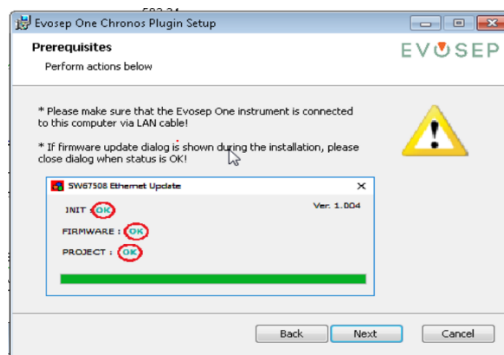 Evosep One Chronos Plugin Setup
Prerequisites
EVOSEP
Perform actions below
* Please make sure that the Evosep One instrument is connected
to this computer via LAN cable!
* If firmware update dialog is shown during the installation, please
close dialog when status is OK!
SW67508 Ethernet Update
Ver. 1.004
INIT : OK
FIRMWARE : OK
PROJECT : OK
Back
Next
Cancel